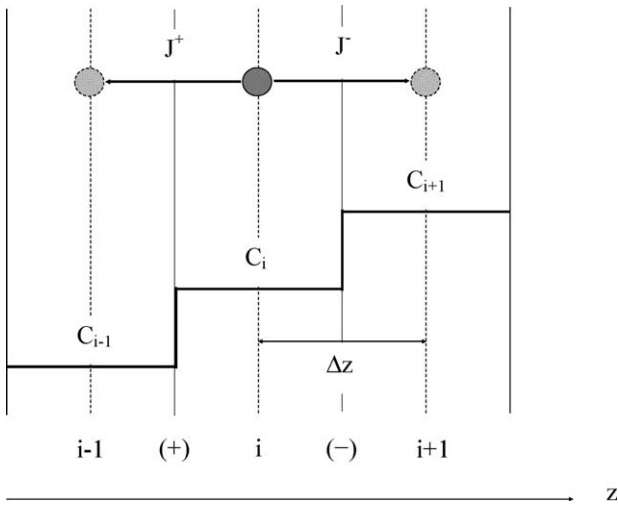 J⁺ J⁻
Cᵢ₊₁
Cᵢ
Cᵢ₋₁
Δz
i-1 (+) i (−) i+1
z